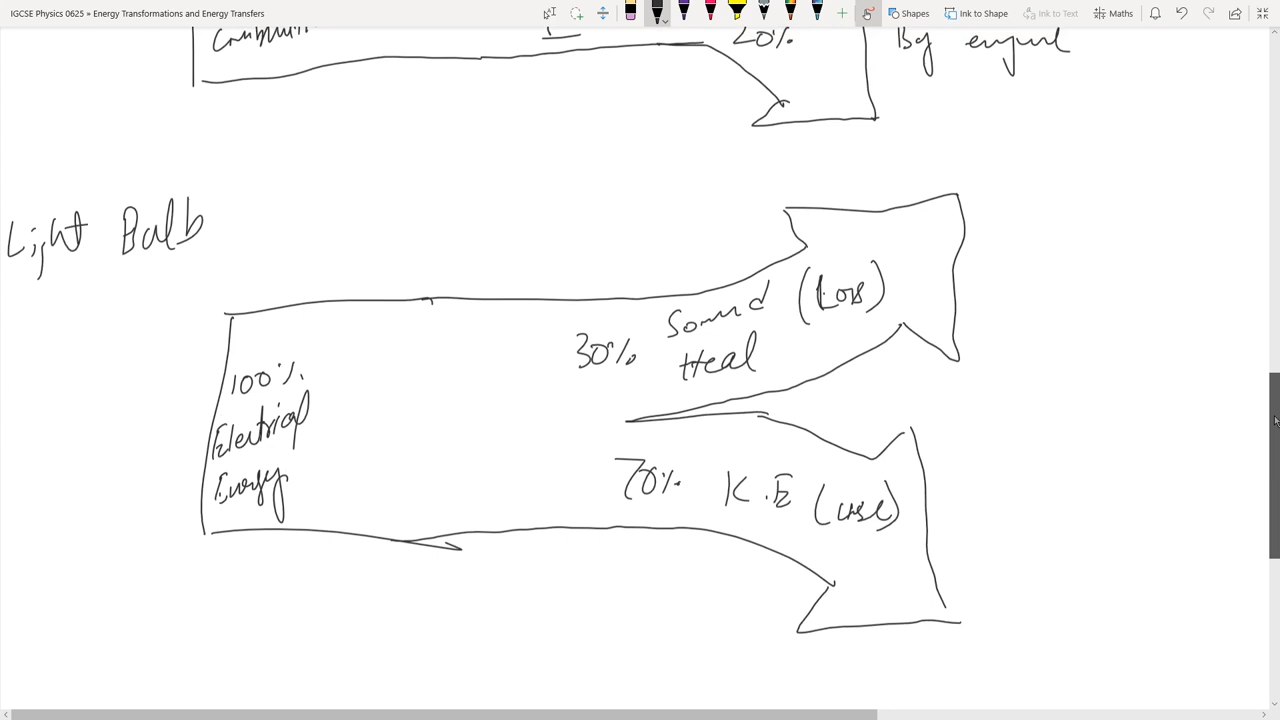 IGCSE Physics 0625 » Energy Transformations and Energy Transfers
Shapes
Ink to Shape
Ink to Text
Maths
20%
By
Light Bulb
100%
Electrical
Energy
30% Sound (Loss)
Heat
70% K.E (use)